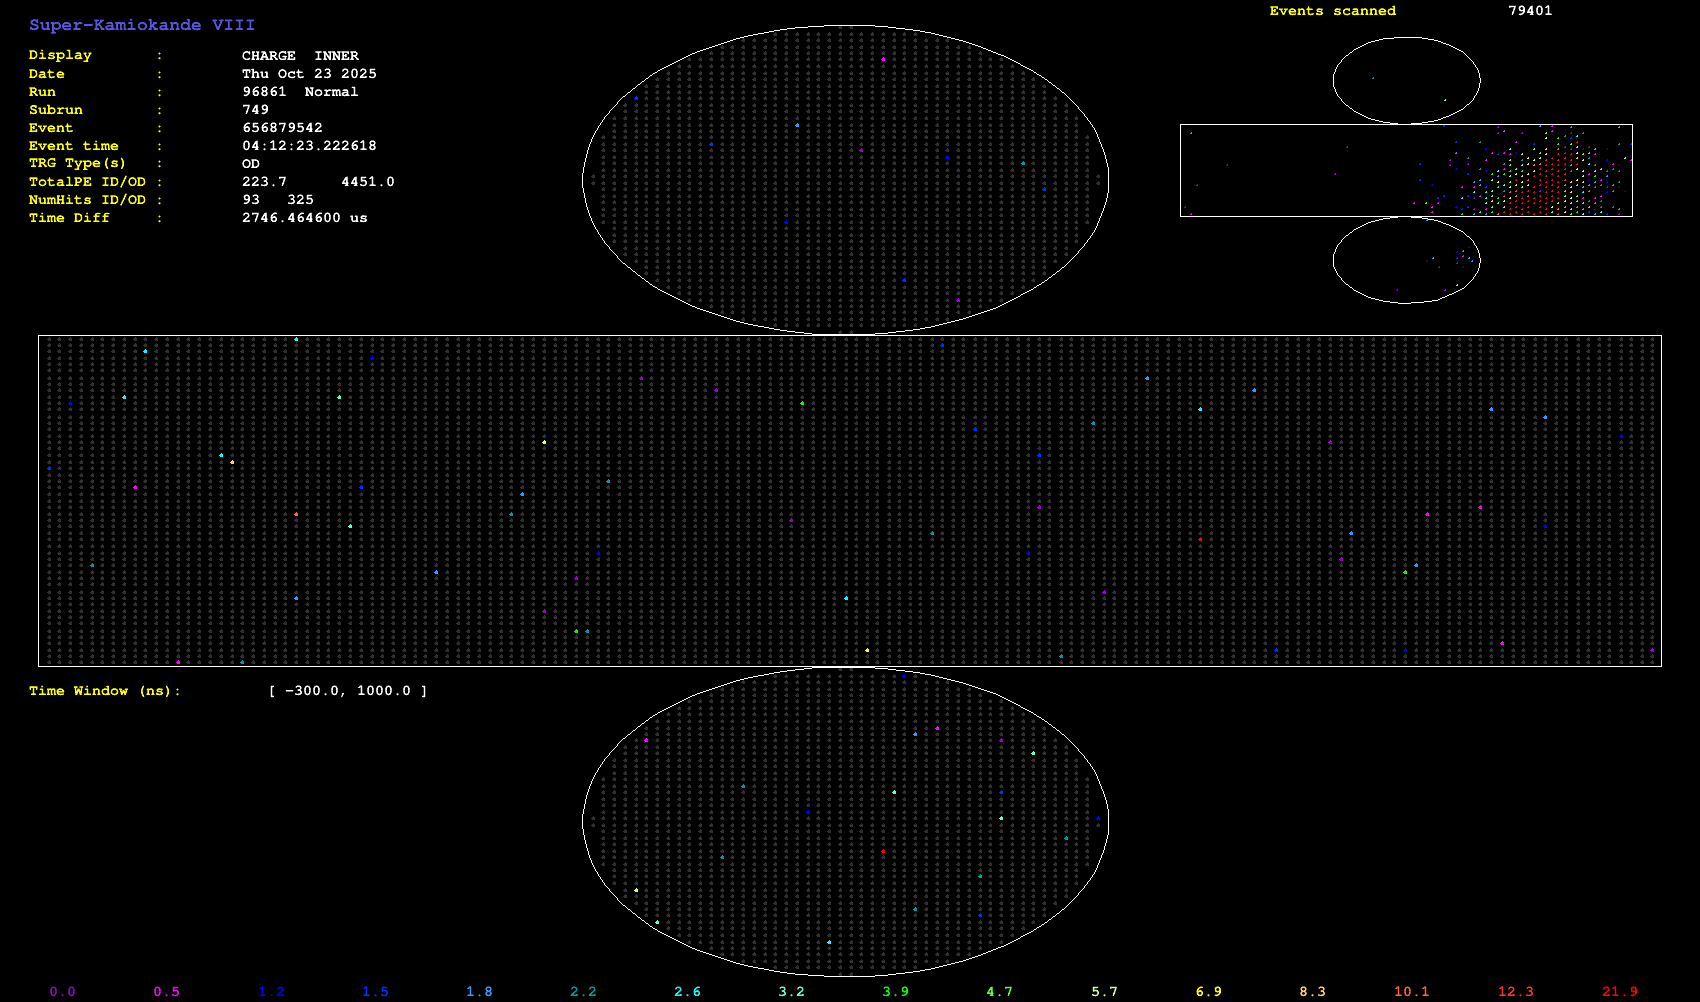 Super-Kamiokande VIII
Events scanned 79401
Display : CHARGE INNER
Date : Thu Oct 23 2025
Run : 96861 Normal
Subrun : 749
Event : 656879542
Event time : 04:12:23.222618
TRG Type(s) : OD
TotalPE ID/OD : 223.7 4451.0
NumHits ID/OD : 93 325
Time Diff : 2746.464600 us
Time Window (ns): [ -300.0, 1000.0 ]
0.0 0.5 1.2 1.5 1.8 2.2 2.6 3.2 3.9 4.7 5.7 6.9 8.3 10.1 12.3 21.9